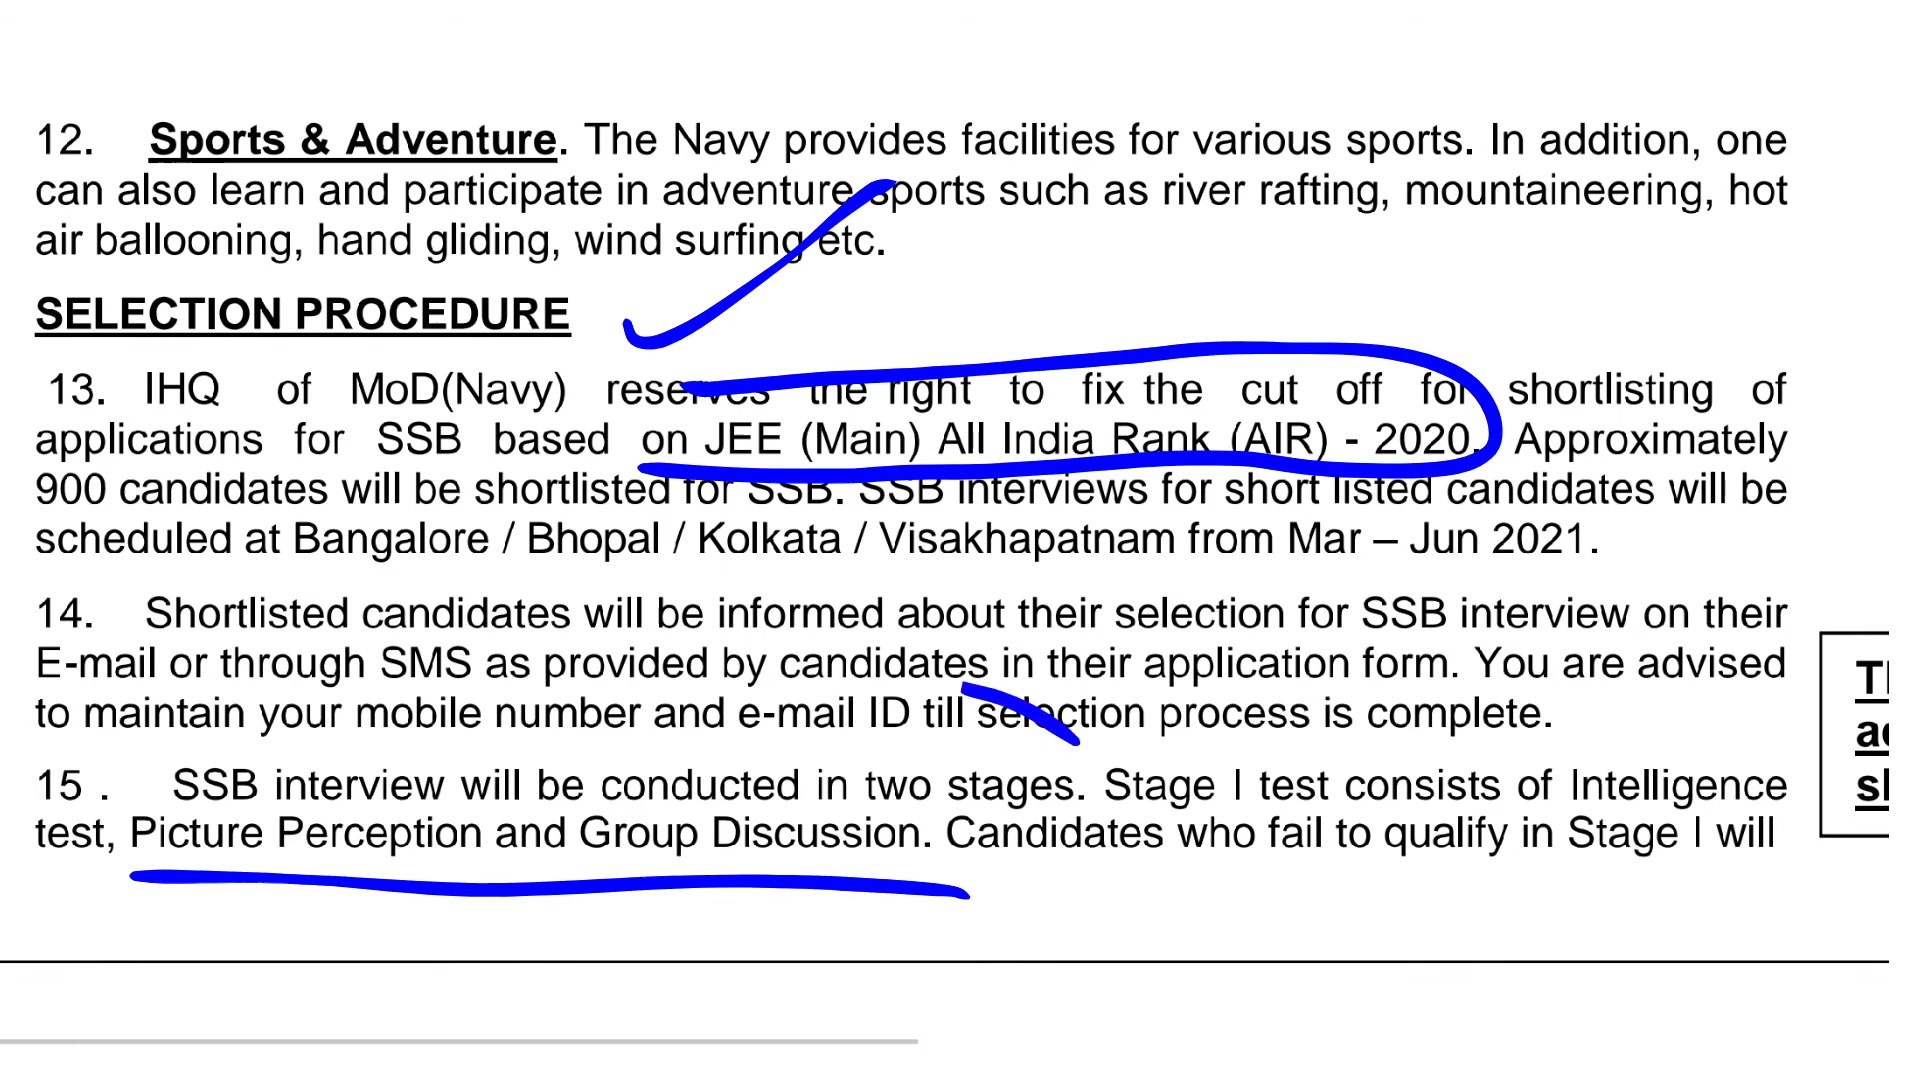 12. Sports & Adventure. The Navy provides facilities for various sports. In addition, one
can also learn and participate in adventure sports such as river rafting, mountaineering, hot
air ballooning, hand gliding, wind surfing etc.
SELECTION PROCEDURE
13. IHQ of MoD(Navy) reserves the right to fix the cut off for shortlisting of
applications for SSB based on JEE (Main) All India Rank (AIR) - 2020. Approximately
900 candidates will be shortlisted for SSB. SSB interviews for short listed candidates will be
scheduled at Bangalore / Bhopal / Kolkata / Visakhapatnam from Mar – Jun 2021.
14. Shortlisted candidates will be informed about their selection for SSB interview on their
E-mail or through SMS as provided by candidates in their application form. You are advised
to maintain your mobile number and e-mail ID till selection process is complete.
15 . SSB interview will be conducted in two stages. Stage I test consists of Intelligence
test, Picture Perception and Group Discussion. Candidates who fail to qualify in Stage I will